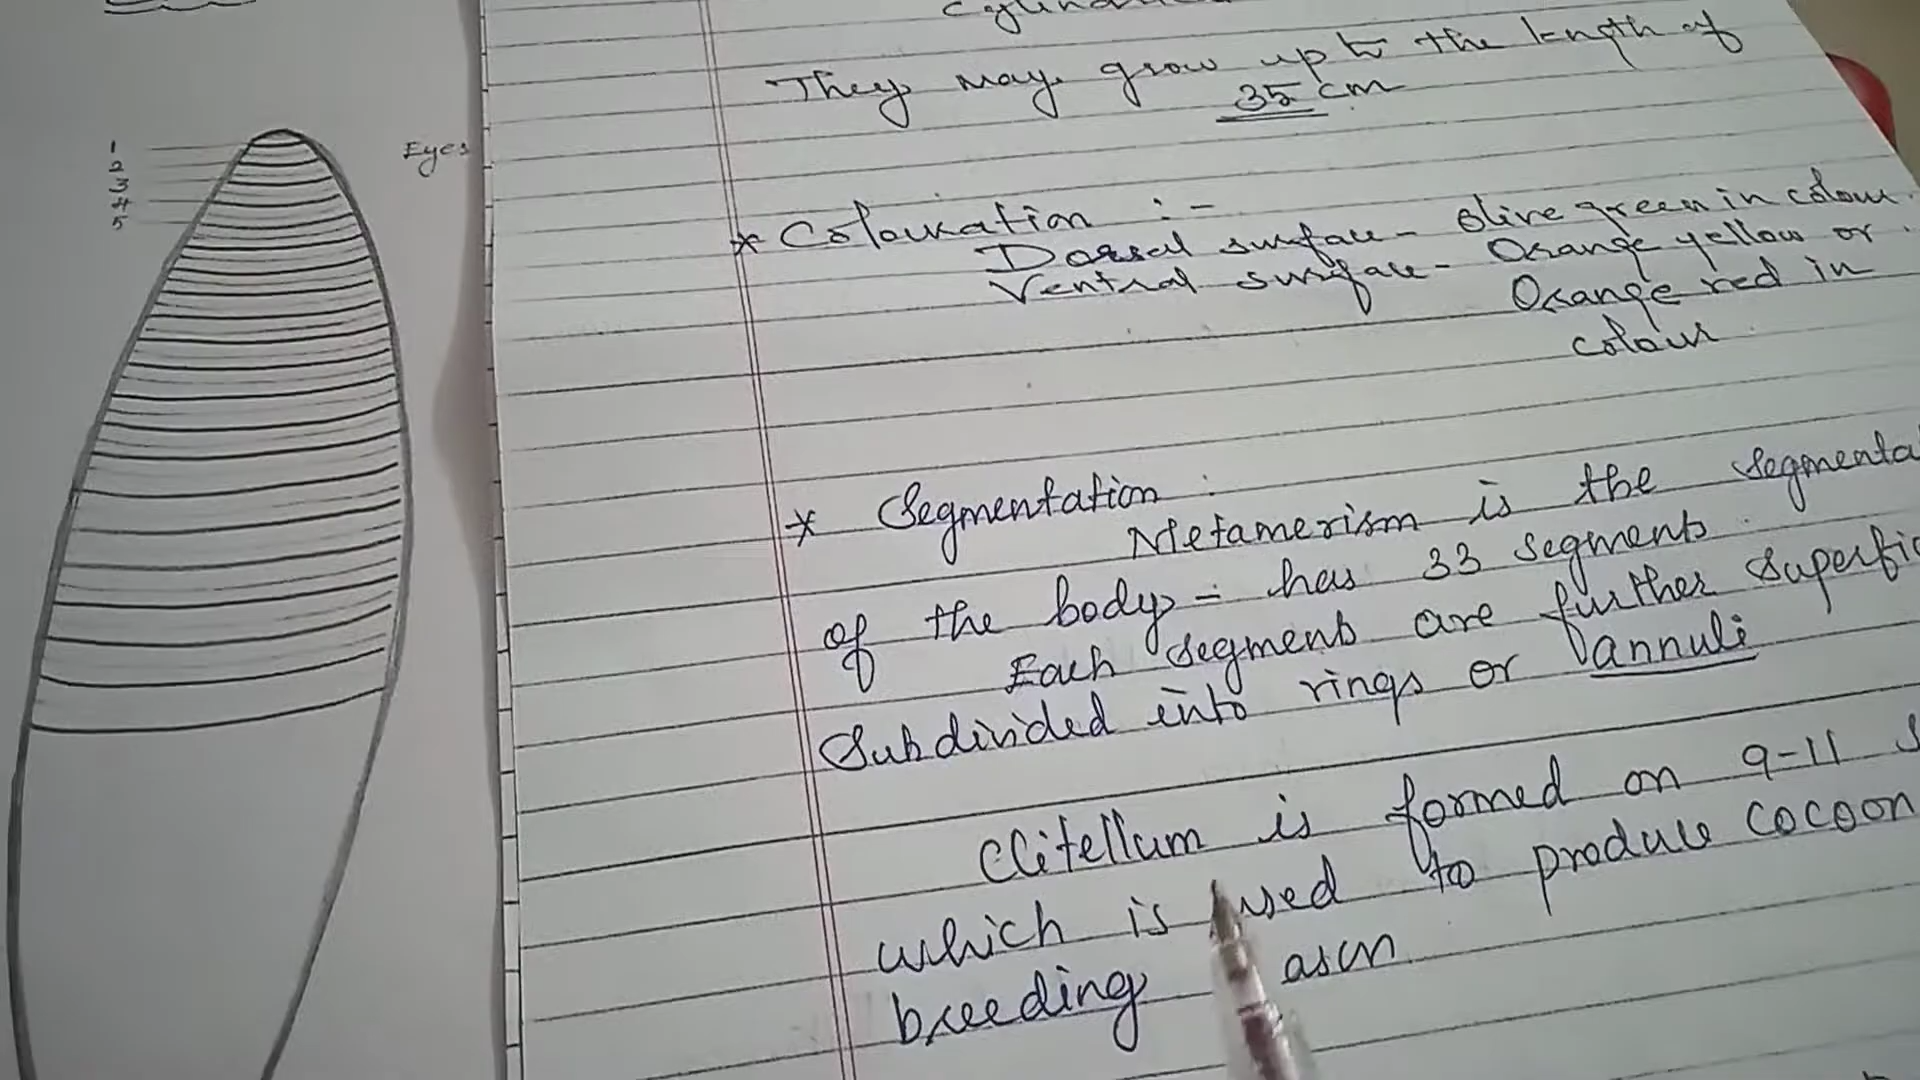 1
2
3
4
5
Eyes
They may grow up to the length of
35 cm
* Colouration :-
Dorsal surface - Olive green in colour.
Ventral surface - Orange yellow or
Orange red in
colour
* Segmentation :
Metamerism is the segmenta
of the body - has 33 segments.
Each segments are further superfic
Subdivided into rings or annuli
Clitellum is formed on 9-11 S
which is used to produce cocoon
breeding